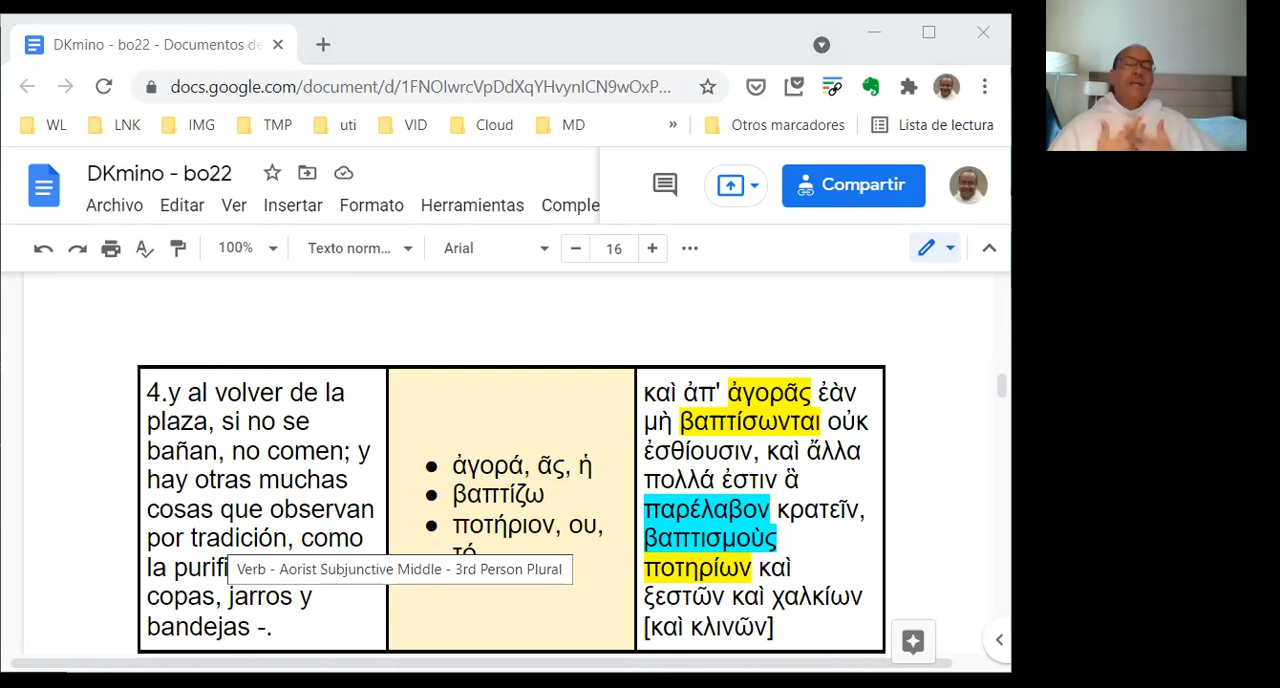 DKmino - bo22 - Documentos de
docs.google.com/document/d/1FNOIwrcVpDdXqYHvynICN9wOxP...
WL LNK IMG TMP uti VID Cloud MD » Otros marcadores Lista de lectura
DKmino - bo22
Compartir
Archivo Editar Ver Insertar Formato Herramientas Comple
100% Texto norm... Arial 16
4.y al volver de la
plaza, si no se
bañan, no comen; y
hay otras muchas
cosas que observan
por tradición, como
la purifi
copas, jarros y
bandejas -.
Verb - Aorist Subjunctive Middle - 3rd Person Plural
● ἀγορά, ᾶς, ἡ
● βαπτίζω
● ποτήριον, ου,
τό
καὶ ἀπ' ἀγορᾶς ἐὰν
μὴ βαπτίσωνται οὐκ
ἐσθίουσιν, καὶ ἄλλα
πολλά ἐστιν ἃ
παρέλαβον κρατεῖν,
βαπτισμοὺς
ποτηρίων καὶ
ξεστῶν καὶ χαλκίων
[καὶ κλινῶν]